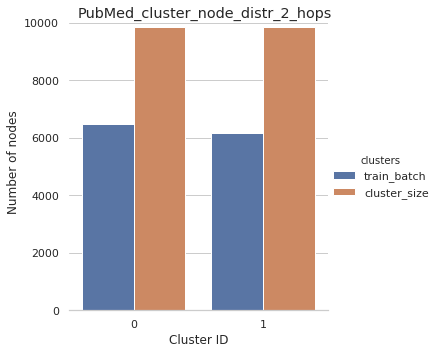 PubMed_cluster_node_distr_2_hops
10000
8000
6000
4000
2000
0
Number of nodes
0 1
Cluster ID
clusters
train_batch
cluster_size